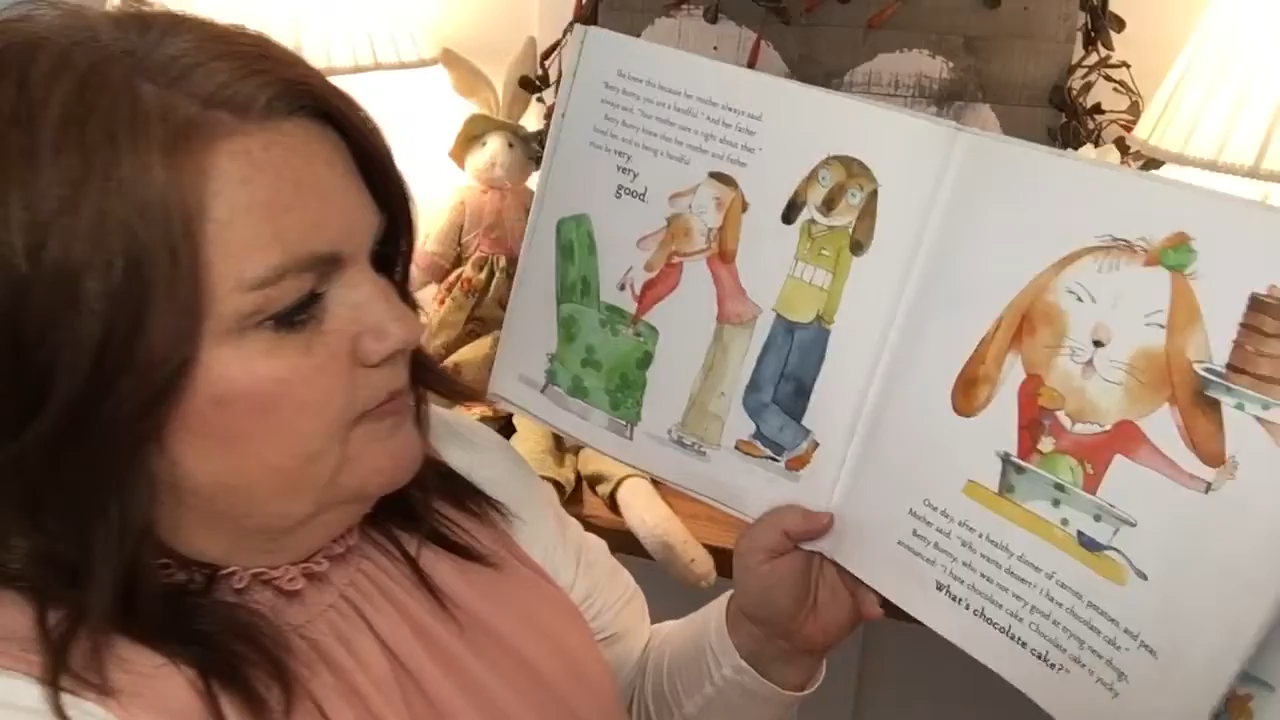 She knew this because her mother always said,
"Betty Bunny, you are a handful." And her father
always said, "Your mother sure is right about that."
Betty Bunny knew that her mother and father
loved her, and so being a handful
must be very,
very
good.
One day, after a healthy dinner of carrots, potatoes, and peas,
Mother said, "Who wants dessert? I have chocolate cake."
Betty Bunny, who was not very good at trying new things,
announced, "I hate chocolate cake. Chocolate cake is yucky.
What's chocolate cake?"